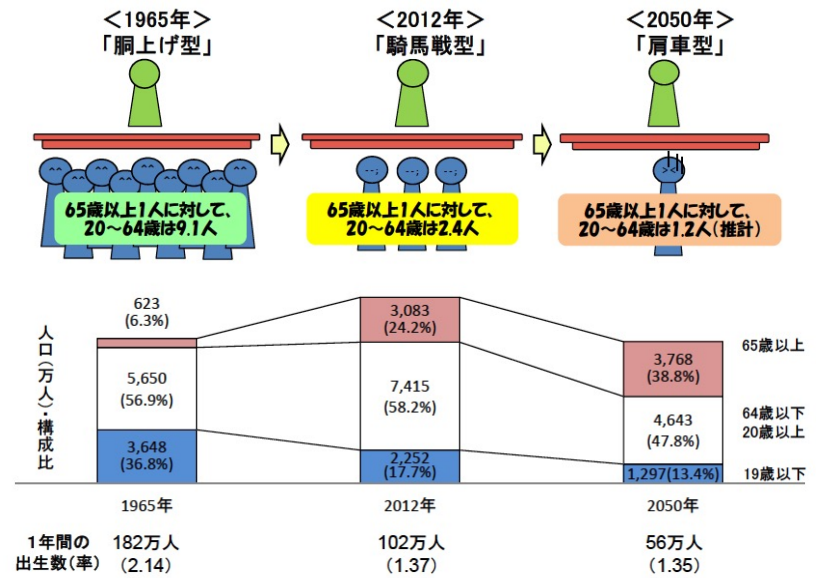 ＜1965年＞
「胴上げ型」
＜2012年＞
「騎馬戦型」
＜2050年＞
「肩車型」
65歳以上1人に対して、
20～64歳は9.1人
65歳以上1人に対して、
20～64歳は2.4人
65歳以上1人に対して、
20～64歳は1.2人(推計)
人口(万人)・構成比
623
(6.3%)
5,650
(56.9%)
3,648
(36.8%)
3,083
(24.2%)
7,415
(58.2%)
2,252
(17.7%)
3,768
(38.8%)
4,643
(47.8%)
1,297(13.4%)
65歳以上
64歳以下
20歳以上
19歳以下
1965年
2012年
2050年
1年間の
出生数(率)
182万人
(2.14)
102万人
(1.37)
56万人
(1.35)